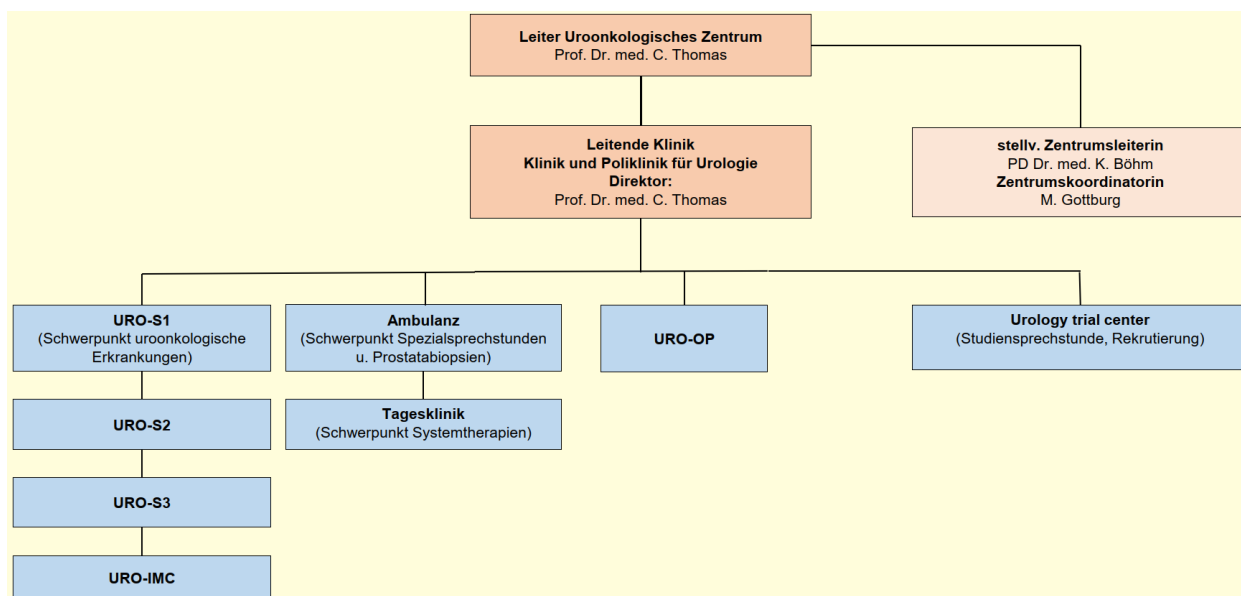 Leiter Uroonkologisches Zentrum
Prof. Dr. med. C. Thomas
Leitende Klinik
Klinik und Poliklinik für Urologie
Direktor:
Prof. Dr. med. C. Thomas
stellv. Zentrumsleiterin
PD Dr. med. K. Böhm
Zentrumskoordinatorin
M. Gottburg
URO-S1
(Schwerpunkt uroonkologische
Erkrankungen)
Ambulanz
(Schwerpunkt Spezialsprechstunden
u. Prostatabiopsien)
URO-OP
Urology trial center
(Studiensprechstunde, Rekrutierung)
URO-S2
Tagesklinik
(Schwerpunkt Systemtherapien)
URO-S3
URO-IMC